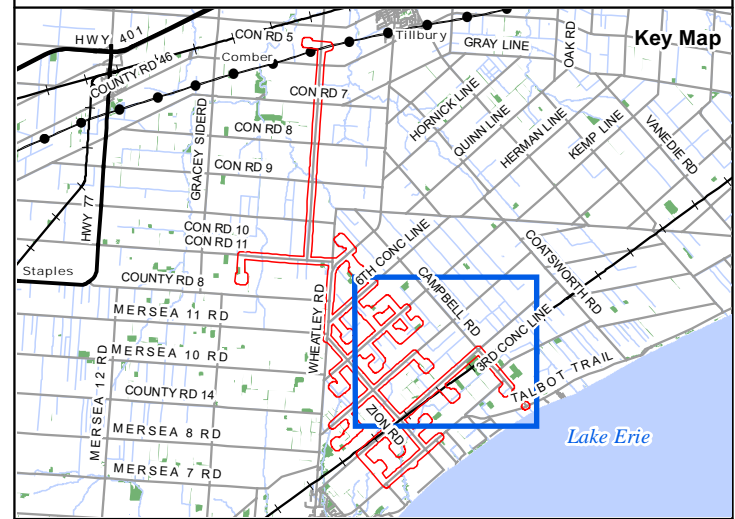 Key Map
HWY 401
CON RD 5
Tillbury
GRAY LINE
OAK RD
COUNTY RD 46
Comber
CON RD 7
HORNICK LINE
QUINN LINE
HERMAN LINE
KEMP LINE
VANEDIE RD
GRACEY SIDERD
CON RD 8
CON RD 9
HWY 77
CON RD 10
CON RD 11
6TH CONC LINE
COATSWORTH RD
Staples
COUNTY RD 8
CAMPBELL RD
MERSEA 11 RD
WHEATLEY RD
3RD CONC LINE
MERSEA 10 RD
MERSEA 12 RD
TALBOT TRAIL
COUNTY RD 14
ZION RD
MERSEA 8 RD
Lake Erie
MERSEA 7 RD